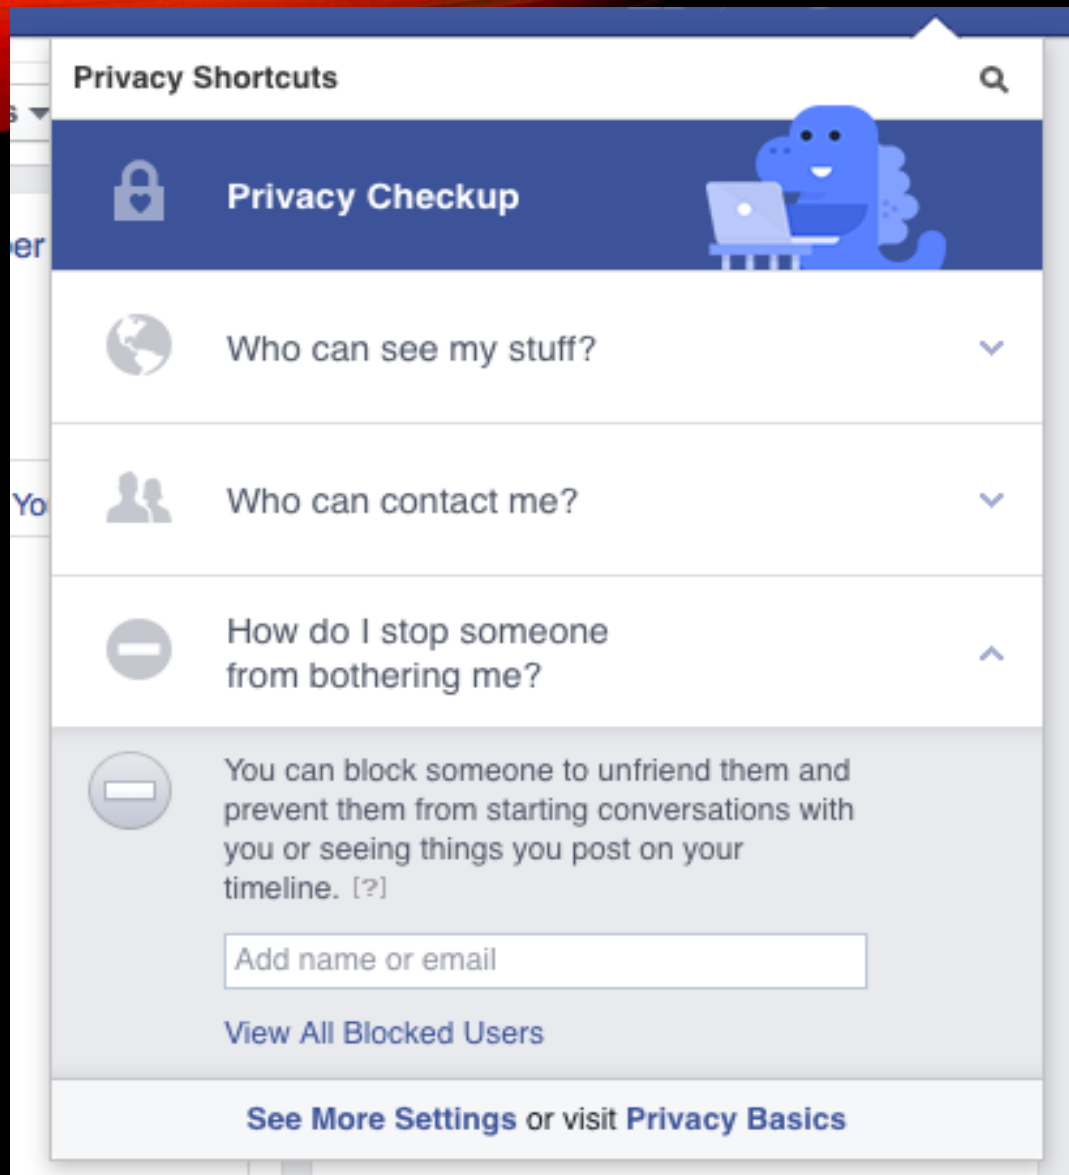 Privacy Shortcuts
s
Privacy Checkup
er
Who can see my stuff?
Yo
Who can contact me?
How do I stop someone
from bothering me?
You can block someone to unfriend them and
prevent them from starting conversations with
you or seeing things you post on your
timeline. [?]
Add name or email
View All Blocked Users
See More Settings or visit Privacy Basics